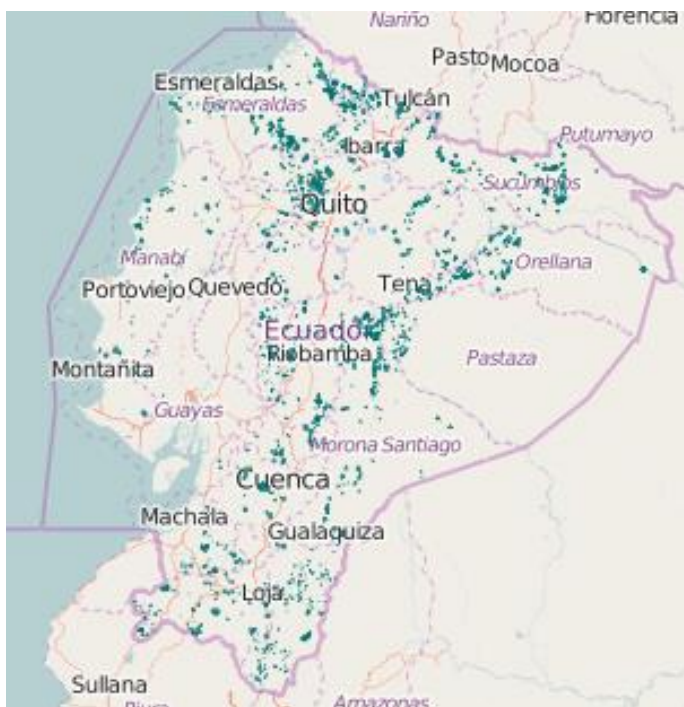 Nariño
Florencia
Pasto
Mocoa
Esmeraldas
Esmeraldas
Tulcán
Putumayo
Ibarra
Sucumbíos
Quito
Manabí
Orellana
Portoviejo
Quevedo
Tena
Ecuador
Riobamba
Pastaza
Montañita
Guayas
Morona Santiago
Cuenca
Machala
Gualaquiza
Loja
Sullana
Piura
Amazonas